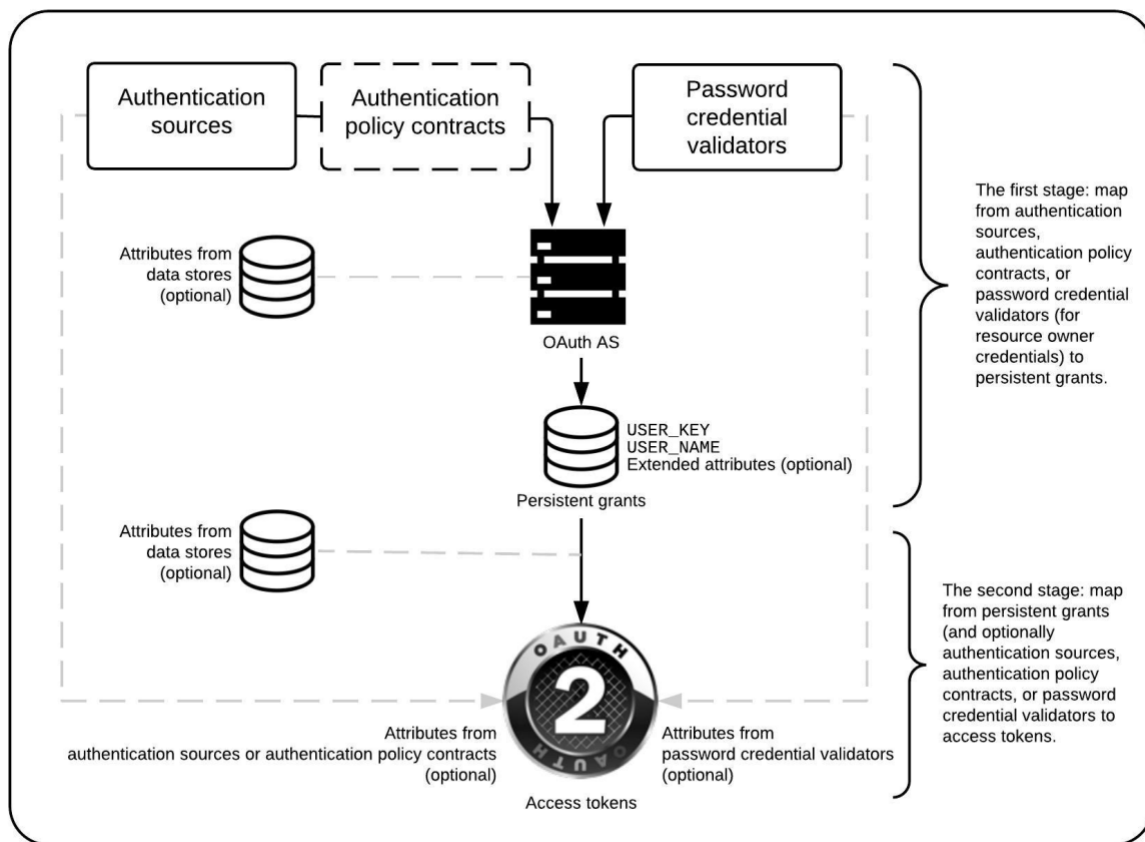 Authentication
sources
Authentication
policy contracts
Password
credential
validators
The first stage: map
from authentication
sources,
authentication policy
contracts, or
password credential
validators (for
resource owner
credentials) to
persistent grants.
Attributes from
data stores
(optional)
OAuth AS
USER_KEY
USER_NAME
Extended attributes (optional)
Persistent grants
Attributes from
data stores
(optional)
The second stage: map
from persistent grants
(and optionally
authentication sources,
authentication policy
contracts, or password
credential validators to
access tokens.
OAUTH
2
OAUTH
Attributes from
authentication sources or authentication policy contracts
(optional)
Attributes from
password credential validators
(optional)
Access tokens